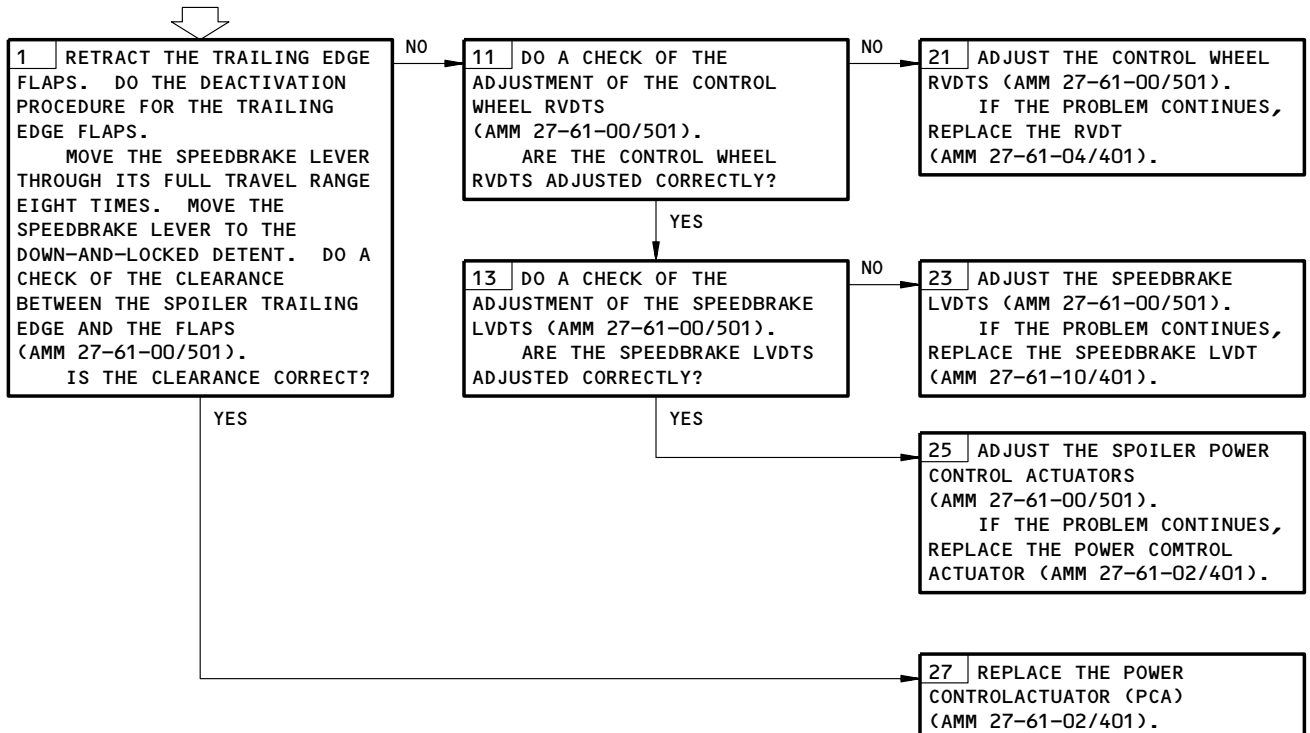 1 RETRACT THE TRAILING EDGE
FLAPS. DO THE DEACTIVATION
PROCEDURE FOR THE TRAILING
EDGE FLAPS.
MOVE THE SPEEDBRAKE LEVER
THROUGH ITS FULL TRAVEL RANGE
EIGHT TIMES. MOVE THE
SPEEDBRAKE LEVER TO THE
DOWN-AND-LOCKED DETENT. DO A
CHECK OF THE CLEARANCE
BETWEEN THE SPOILER TRAILING
EDGE AND THE FLAPS
(AMM 27-61-00/501).
IS THE CLEARANCE CORRECT?
NO
YES
11 DO A CHECK OF THE
ADJUSTMENT OF THE CONTROL
WHEEL RVDTS
(AMM 27-61-00/501).
ARE THE CONTROL WHEEL
RVDTS ADJUSTED CORRECTLY?
NO
YES
21 ADJUST THE CONTROL WHEEL
RVDTS (AMM 27-61-00/501).
IF THE PROBLEM CONTINUES,
REPLACE THE RVDT
(AMM 27-61-04/401).
13 DO A CHECK OF THE
ADJUSTMENT OF THE SPEEDBRAKE
LVDTS (AMM 27-61-00/501).
ARE THE SPEEDBRAKE LVDTS
ADJUSTED CORRECTLY?
NO
YES
23 ADJUST THE SPEEDBRAKE
LVDTS (AMM 27-61-00/501).
IF THE PROBLEM CONTINUES,
REPLACE THE SPEEDBRAKE LVDT
(AMM 27-61-10/401).
25 ADJUST THE SPOILER POWER
CONTROL ACTUATORS
(AMM 27-61-00/501).
IF THE PROBLEM CONTINUES,
REPLACE THE POWER COMTROL
ACTUATOR (AMM 27-61-02/401).
27 REPLACE THE POWER
CONTROLACTUATOR (PCA)
(AMM 27-61-02/401).